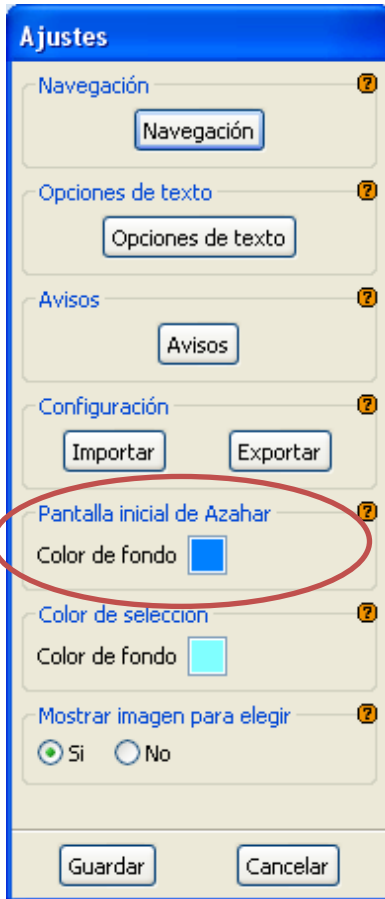 Ajustes
Navegación ?
Navegación
Opciones de texto ?
Opciones de texto
Avisos ?
Avisos
Configuración ?
Importar Exportar
Pantalla inicial de Azahar ?
Color de fondo
Color de selección ?
Color de fondo
Mostrar imagen para elegir ?
Si No
Guardar Cancelar